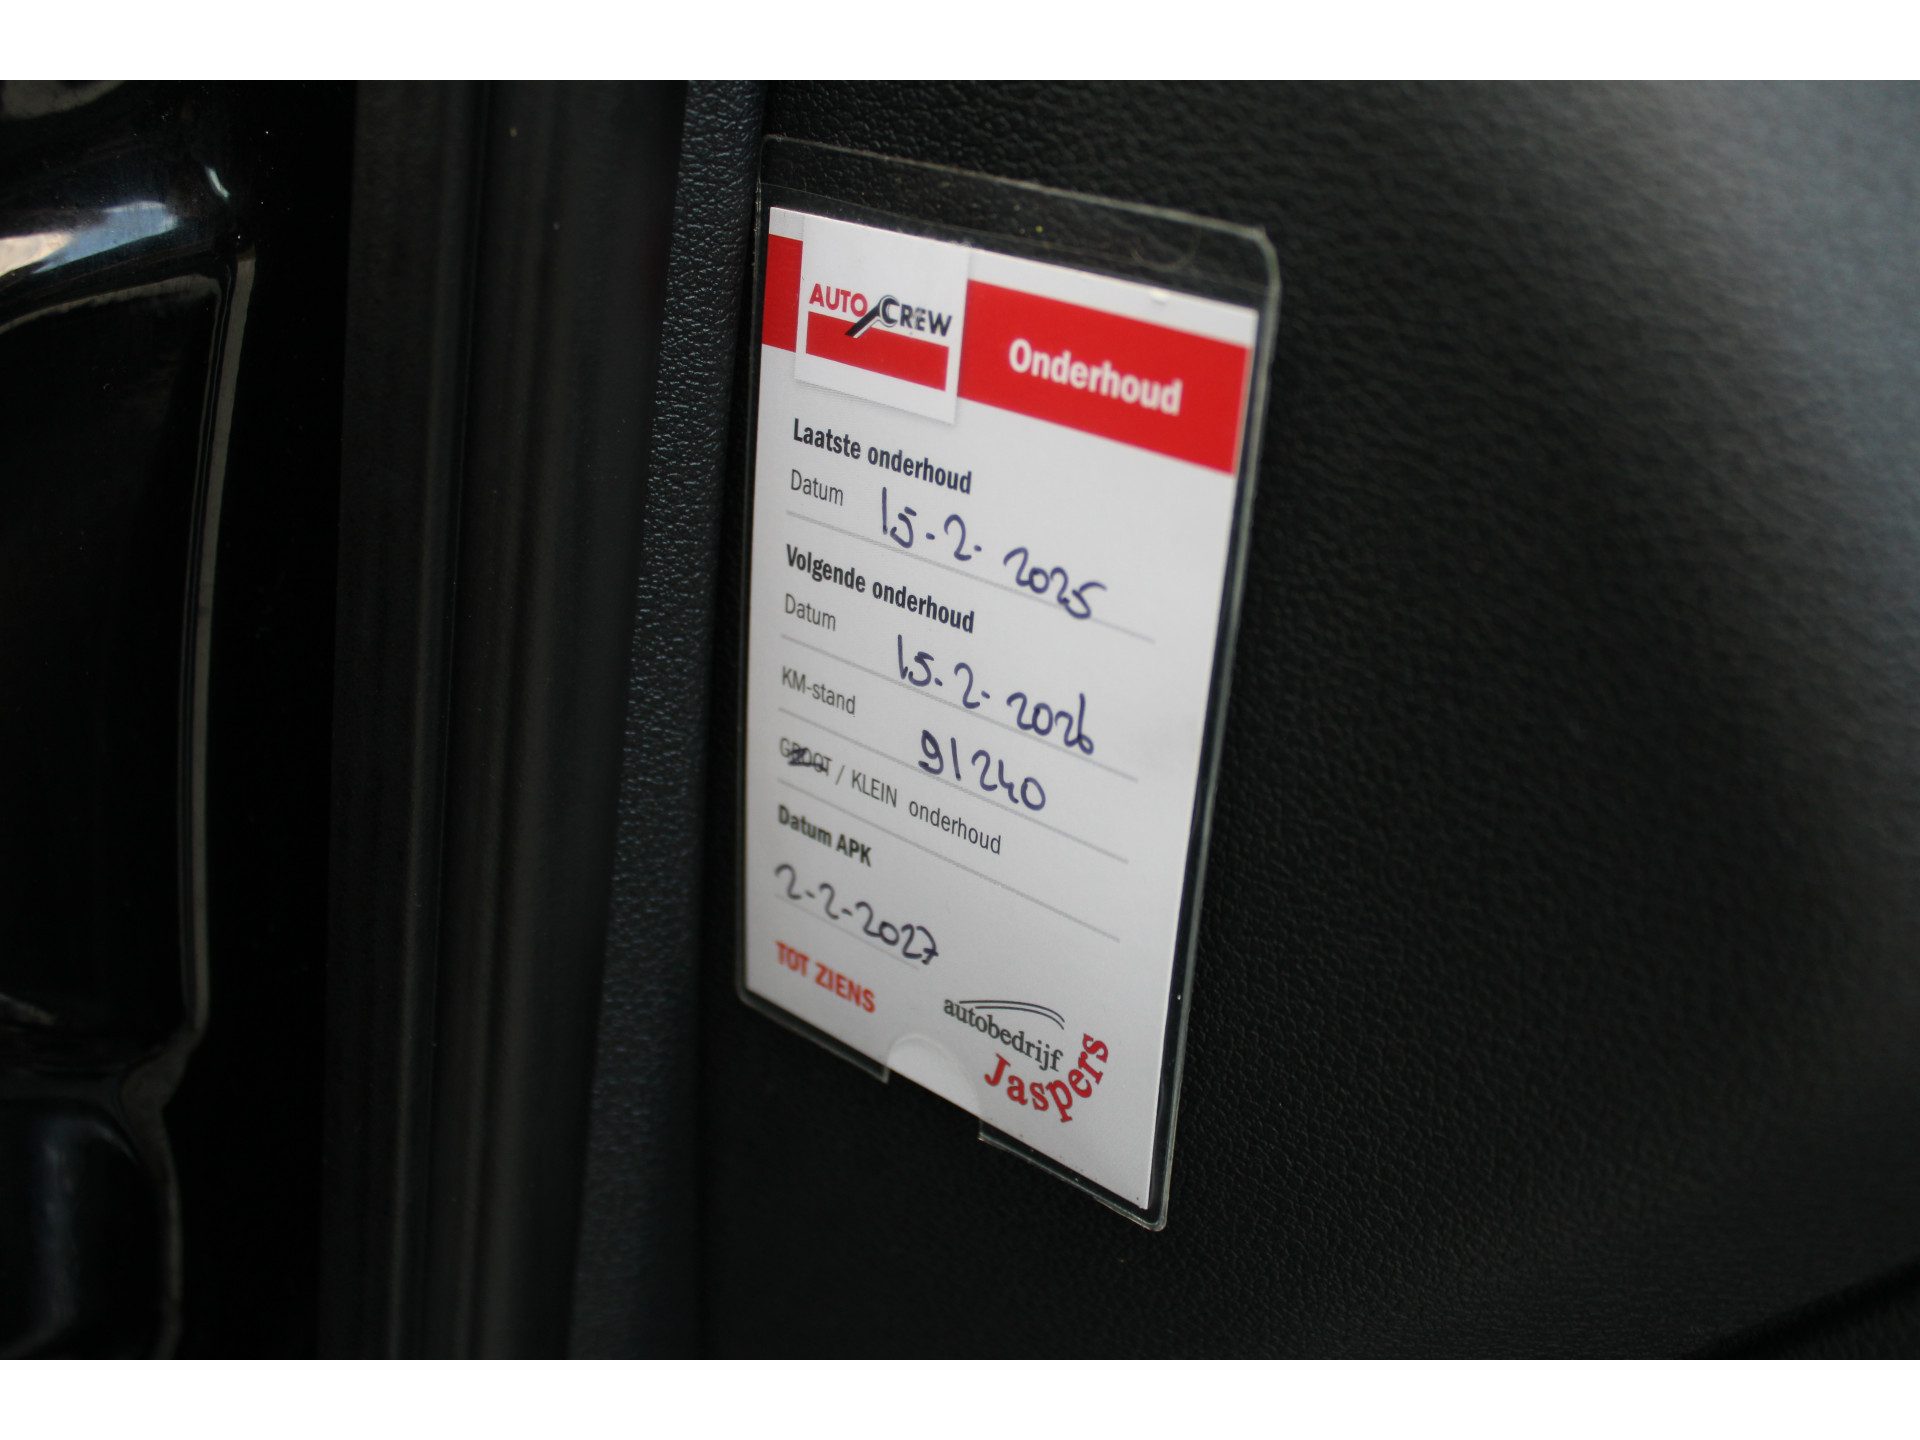 AUTO CREW
Onderhoud
Laatste onderhoud
Datum 15-2-2025
Volgende onderhoud
Datum 15-2-2026
KM-stand 91240
GROOT / KLEIN onderhoud
Datum APK
2-2-2027
TOT ZIENS
autobedrijf
Jaspers